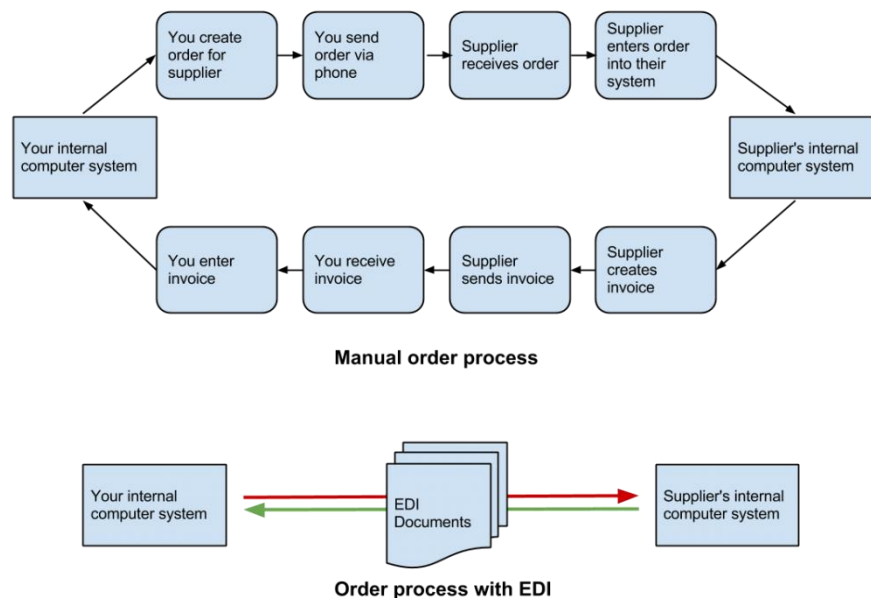 You create
order for
supplier
You send
order via
phone
Supplier
receives order
Supplier
enters order
into their
system
Your internal
computer system
Supplier's internal
computer system
You enter
invoice
You receive
invoice
Supplier
sends invoice
Supplier
creates
invoice
Manual order process
Your internal
computer system
EDI
Documents
Supplier's internal
computer system
Order process with EDI